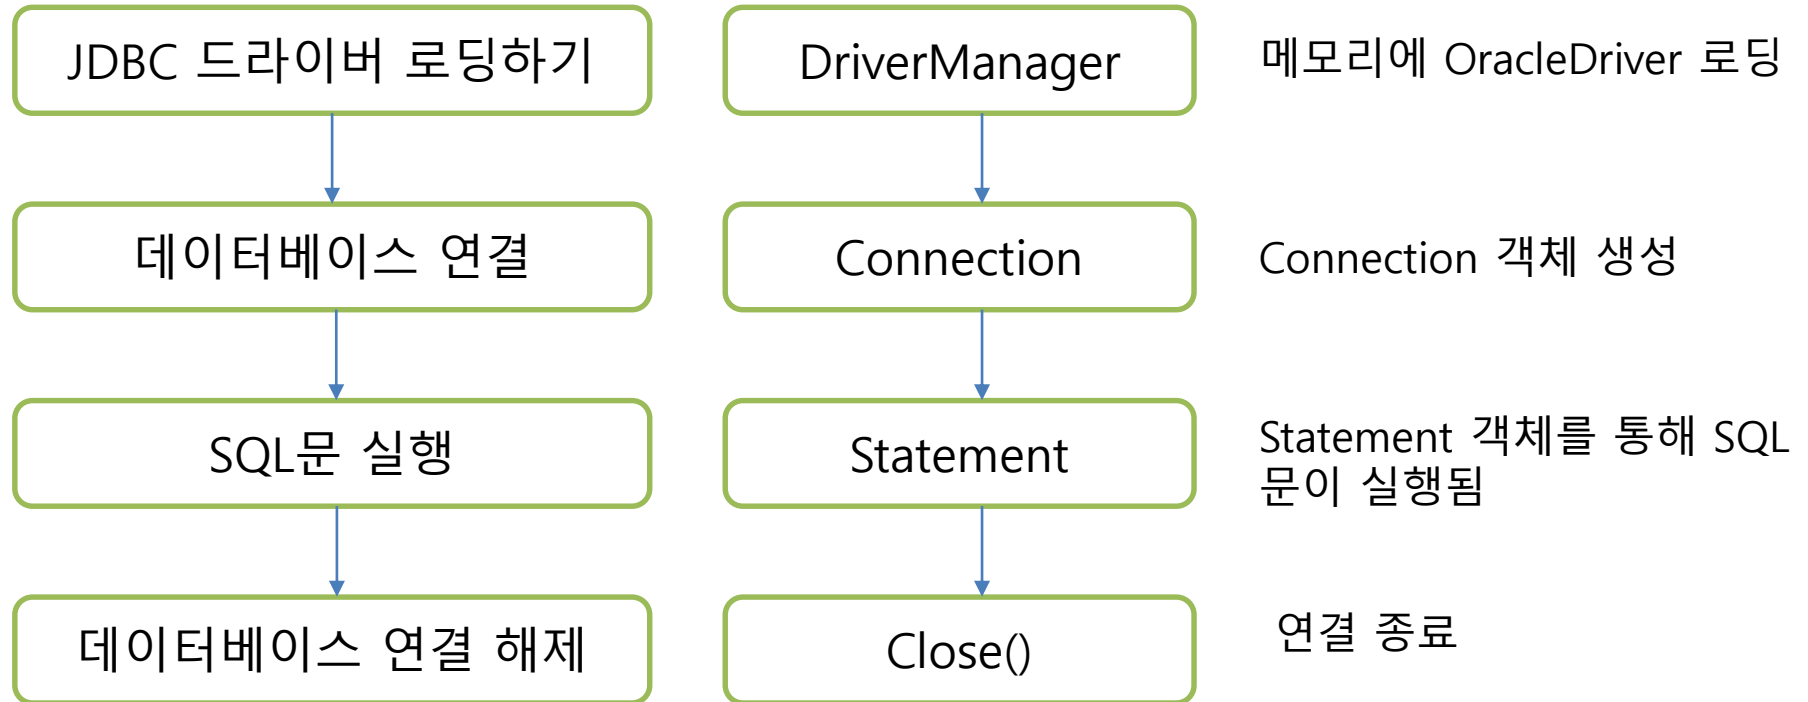 JDBC 드라이버 로딩하기
DriverManager
메모리에 OracleDriver 로딩
데이터베이스 연결
Connection
Connection 객체 생성
SQL문 실행
Statement
Statement 객체를 통해 SQL
문이 실행됨
데이터베이스 연결 해제
Close()
연결 종료